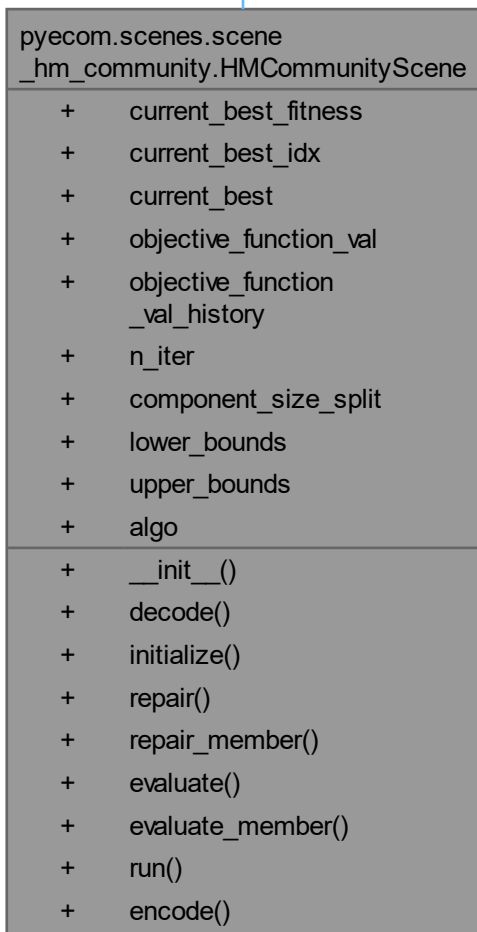 pyecom.scenes.scene
_hm_community.HMCommunityScene
+ current_best_fitness
+ current_best_idx
+ current_best
+ objective_function_val
+ objective_function
_val_history
+ n_iter
+ component_size_split
+ lower_bounds
+ upper_bounds
+ algo
+ __init__()
+ decode()
+ initialize()
+ repair()
+ repair_member()
+ evaluate()
+ evaluate_member()
+ run()
+ encode()